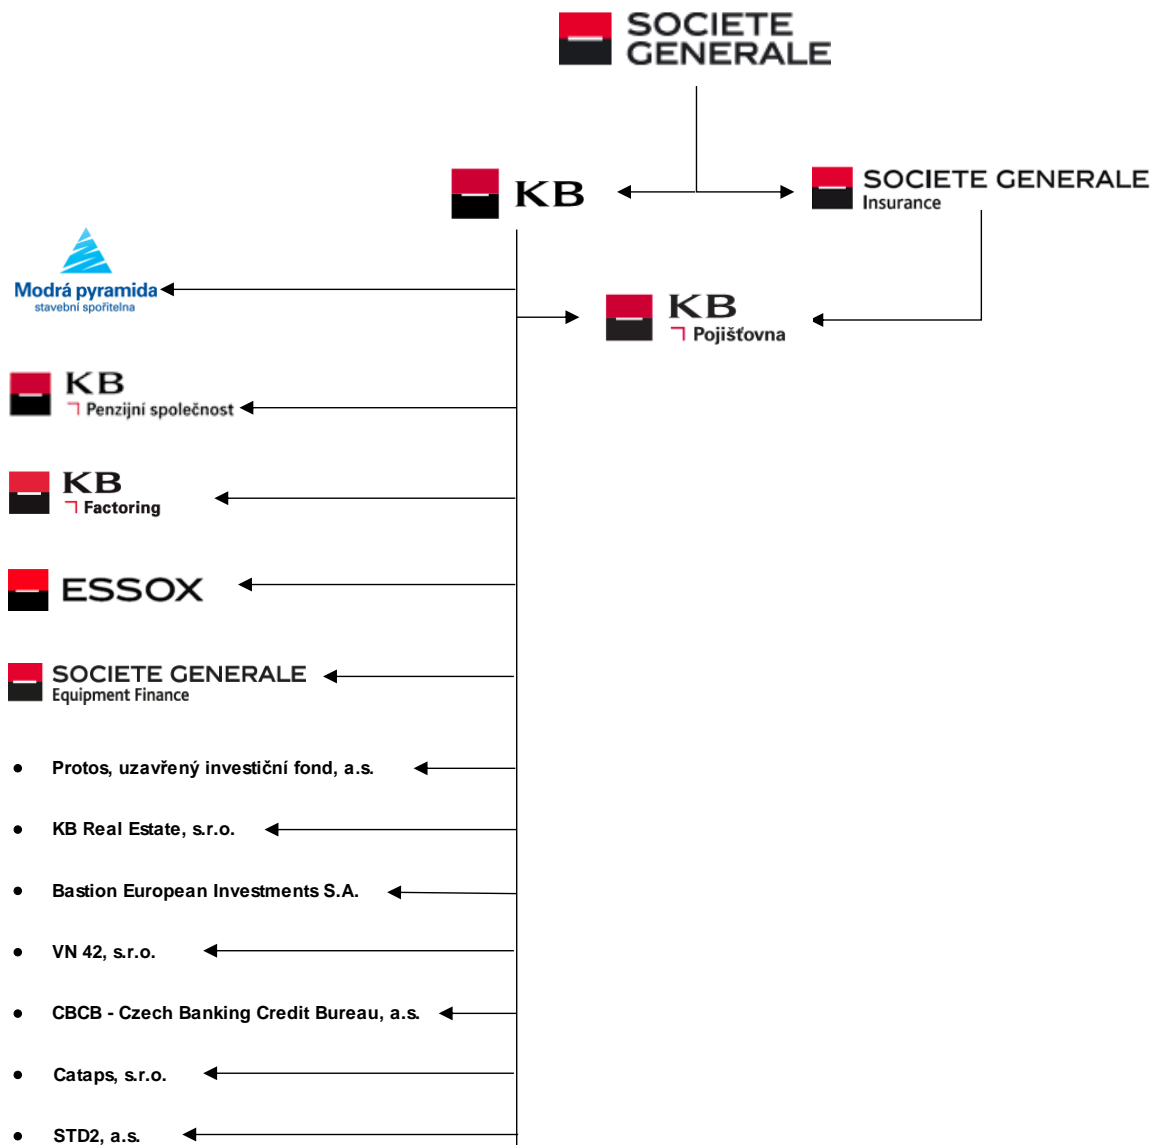 SOCIETE
GENERALE
KB
SOCIETE GENERALE
Insurance
Modrá pyramida
stavební spořitelna
KB
Pojišťovna
KB
Penzijní společnost
KB
Factoring
ESSOX
SOCIETE GENERALE
Equipment Finance
• Protos, uzavřený investiční fond, a.s.
• KB Real Estate, s.r.o.
• Bastion European Investments S.A.
• VN 42, s.r.o.
• CBCB - Czech Banking Credit Bureau, a.s.
• Cataps, s.r.o.
• STD2, a.s.